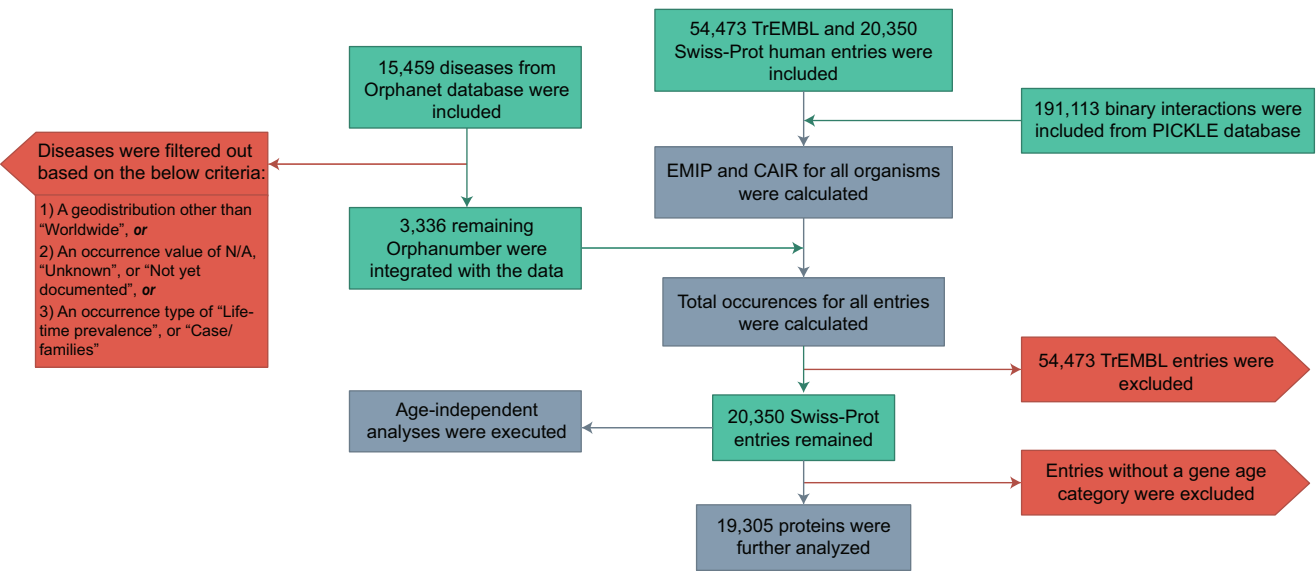 54,473 TrEMBL and 20,350
Swiss-Prot human entries were
included
15,459 diseases from
Orphanet database were
included
191,113 binary interactions were
included from PICKLE database
Diseases were filtered out
based on the below criteria:
1) A geodistribution other than
“Worldwide”, or
2) An occurrence value of N/A,
“Unknown”, or “Not yet
documented”, or
3) An occurrence type of “Life-
time prevalence”, or “Case/
families”
EMIP and CAIR for all organisms
were calculated
3,336 remaining
Orphanumber were
integrated with the data
Total occurences for all entries
were calculated
54,473 TrEMBL entries were
excluded
Age-independent
analyses were executed
20,350 Swiss-Prot
entries remained
Entries without a gene age
category were excluded
19,305 proteins were
further analyzed